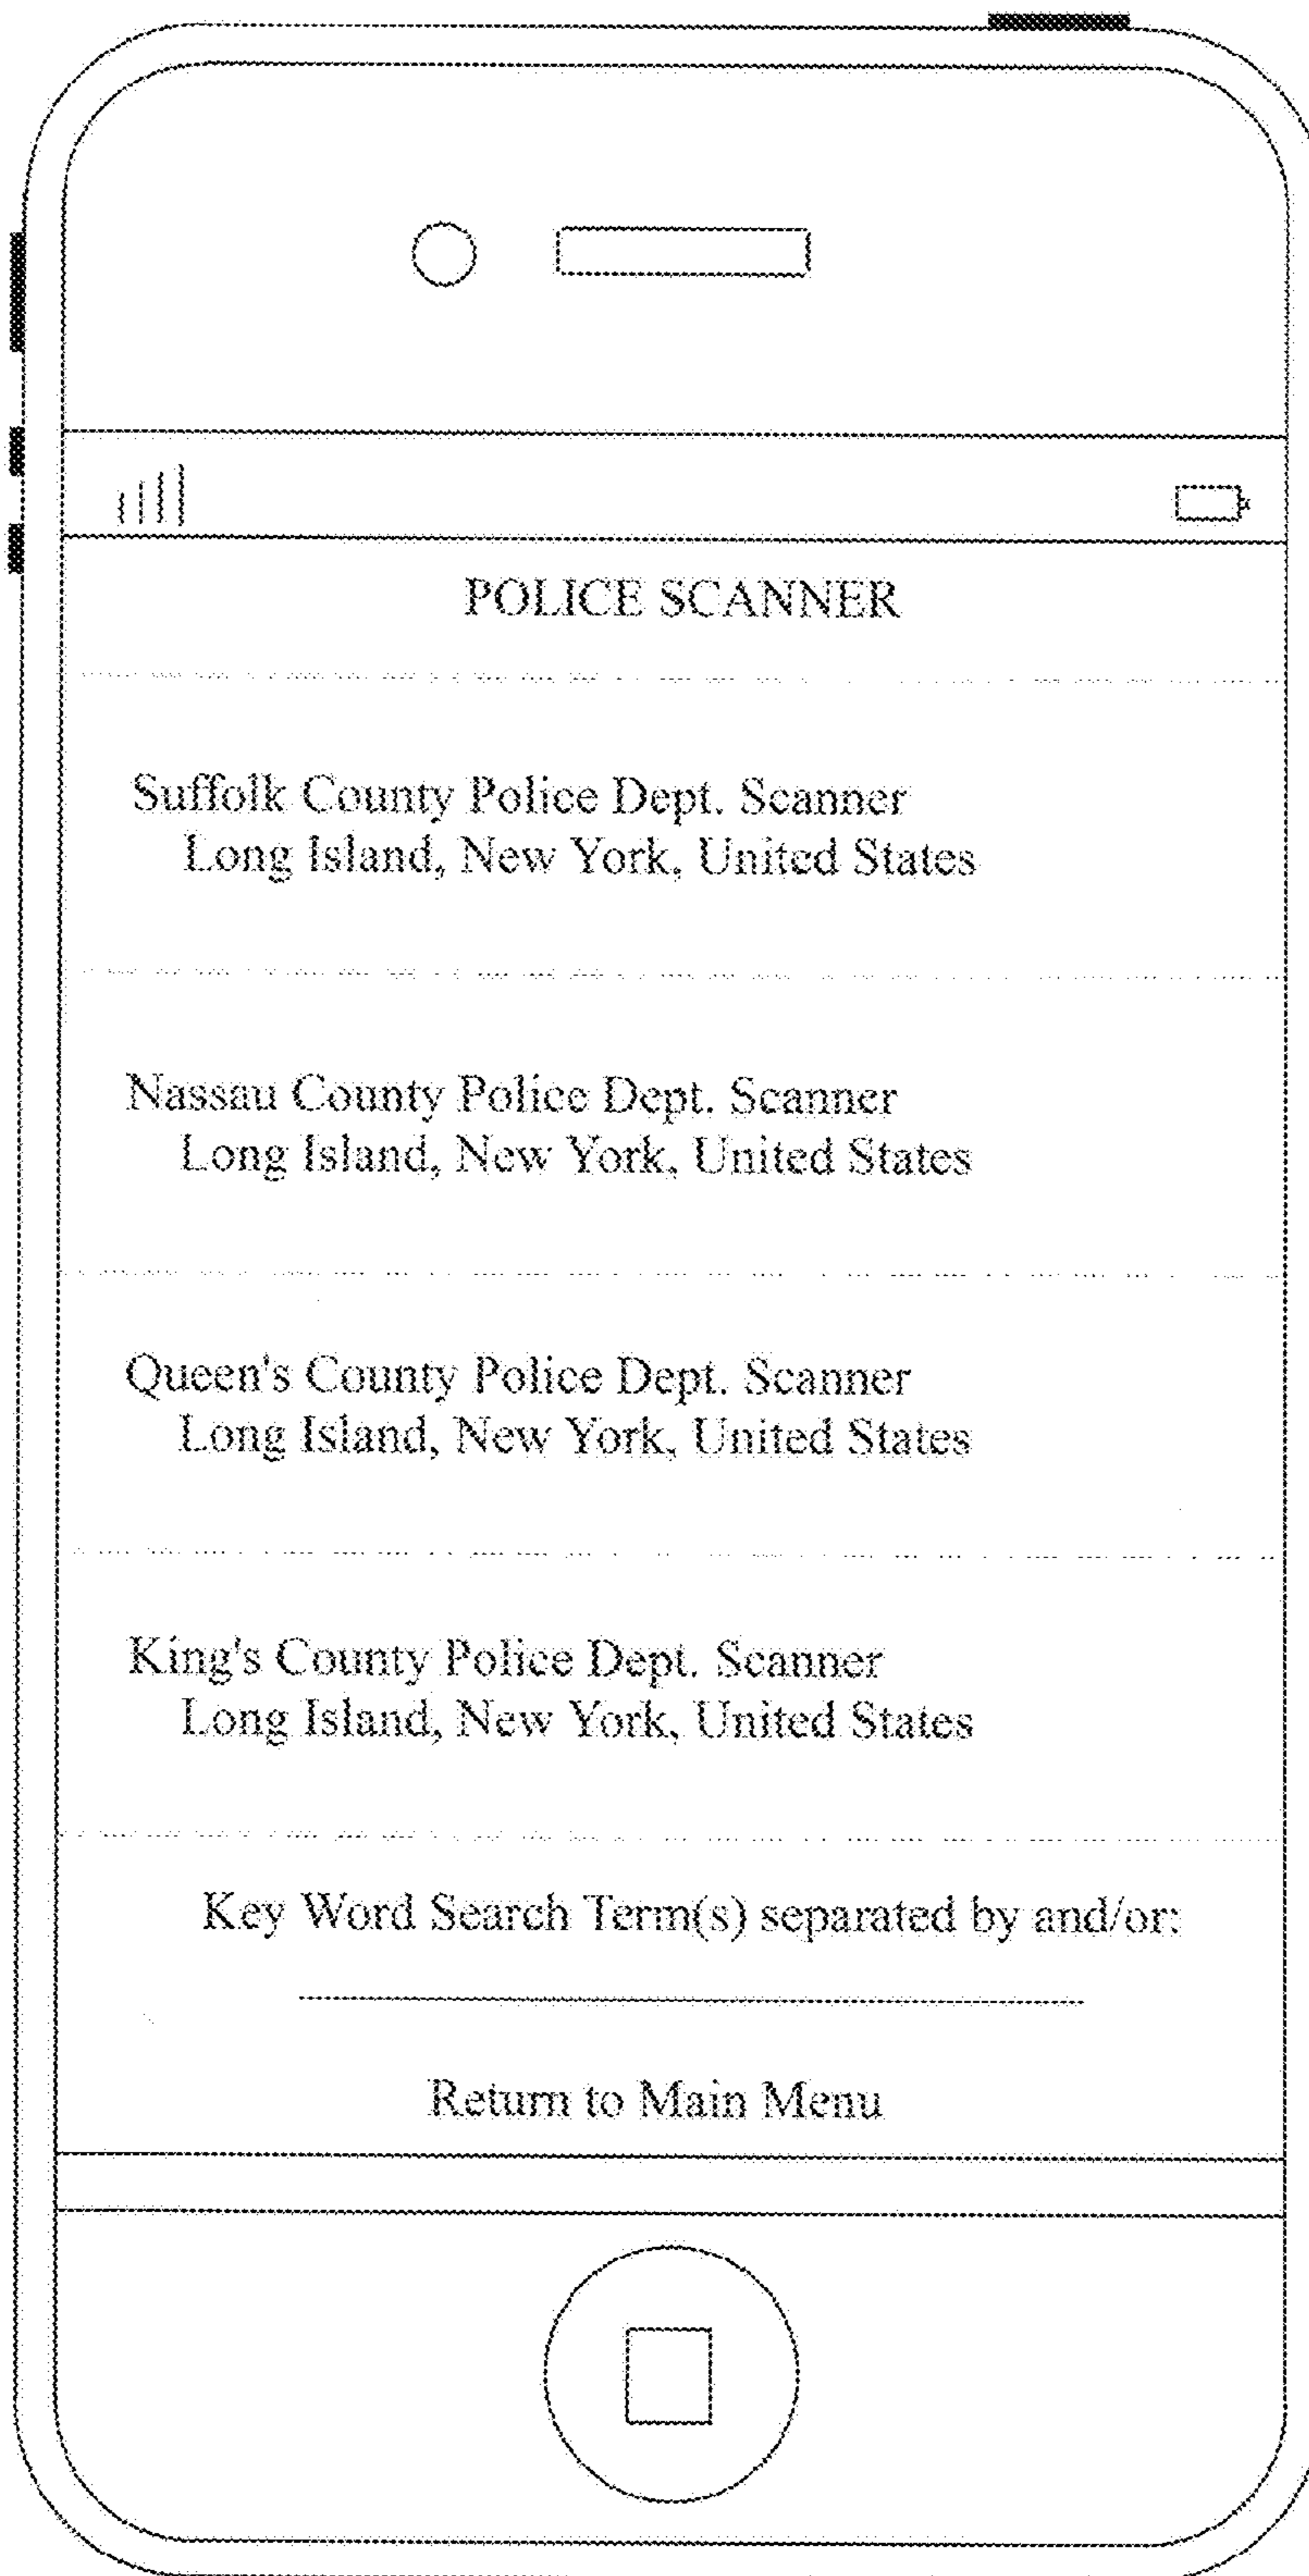 POLICE SCANNER
Suffolk County Police Dept. Scanner
Long Island, New York, United States
Nassau County Police Dept. Scanner
Long Island, New York, United States
Queen's County Police Dept. Scanner
Long Island, New York, United States
King's County Police Dept. Scanner
Long Island, New York, United States
Key Word Search Term(s) separated by and/or:
Return to Main Menu